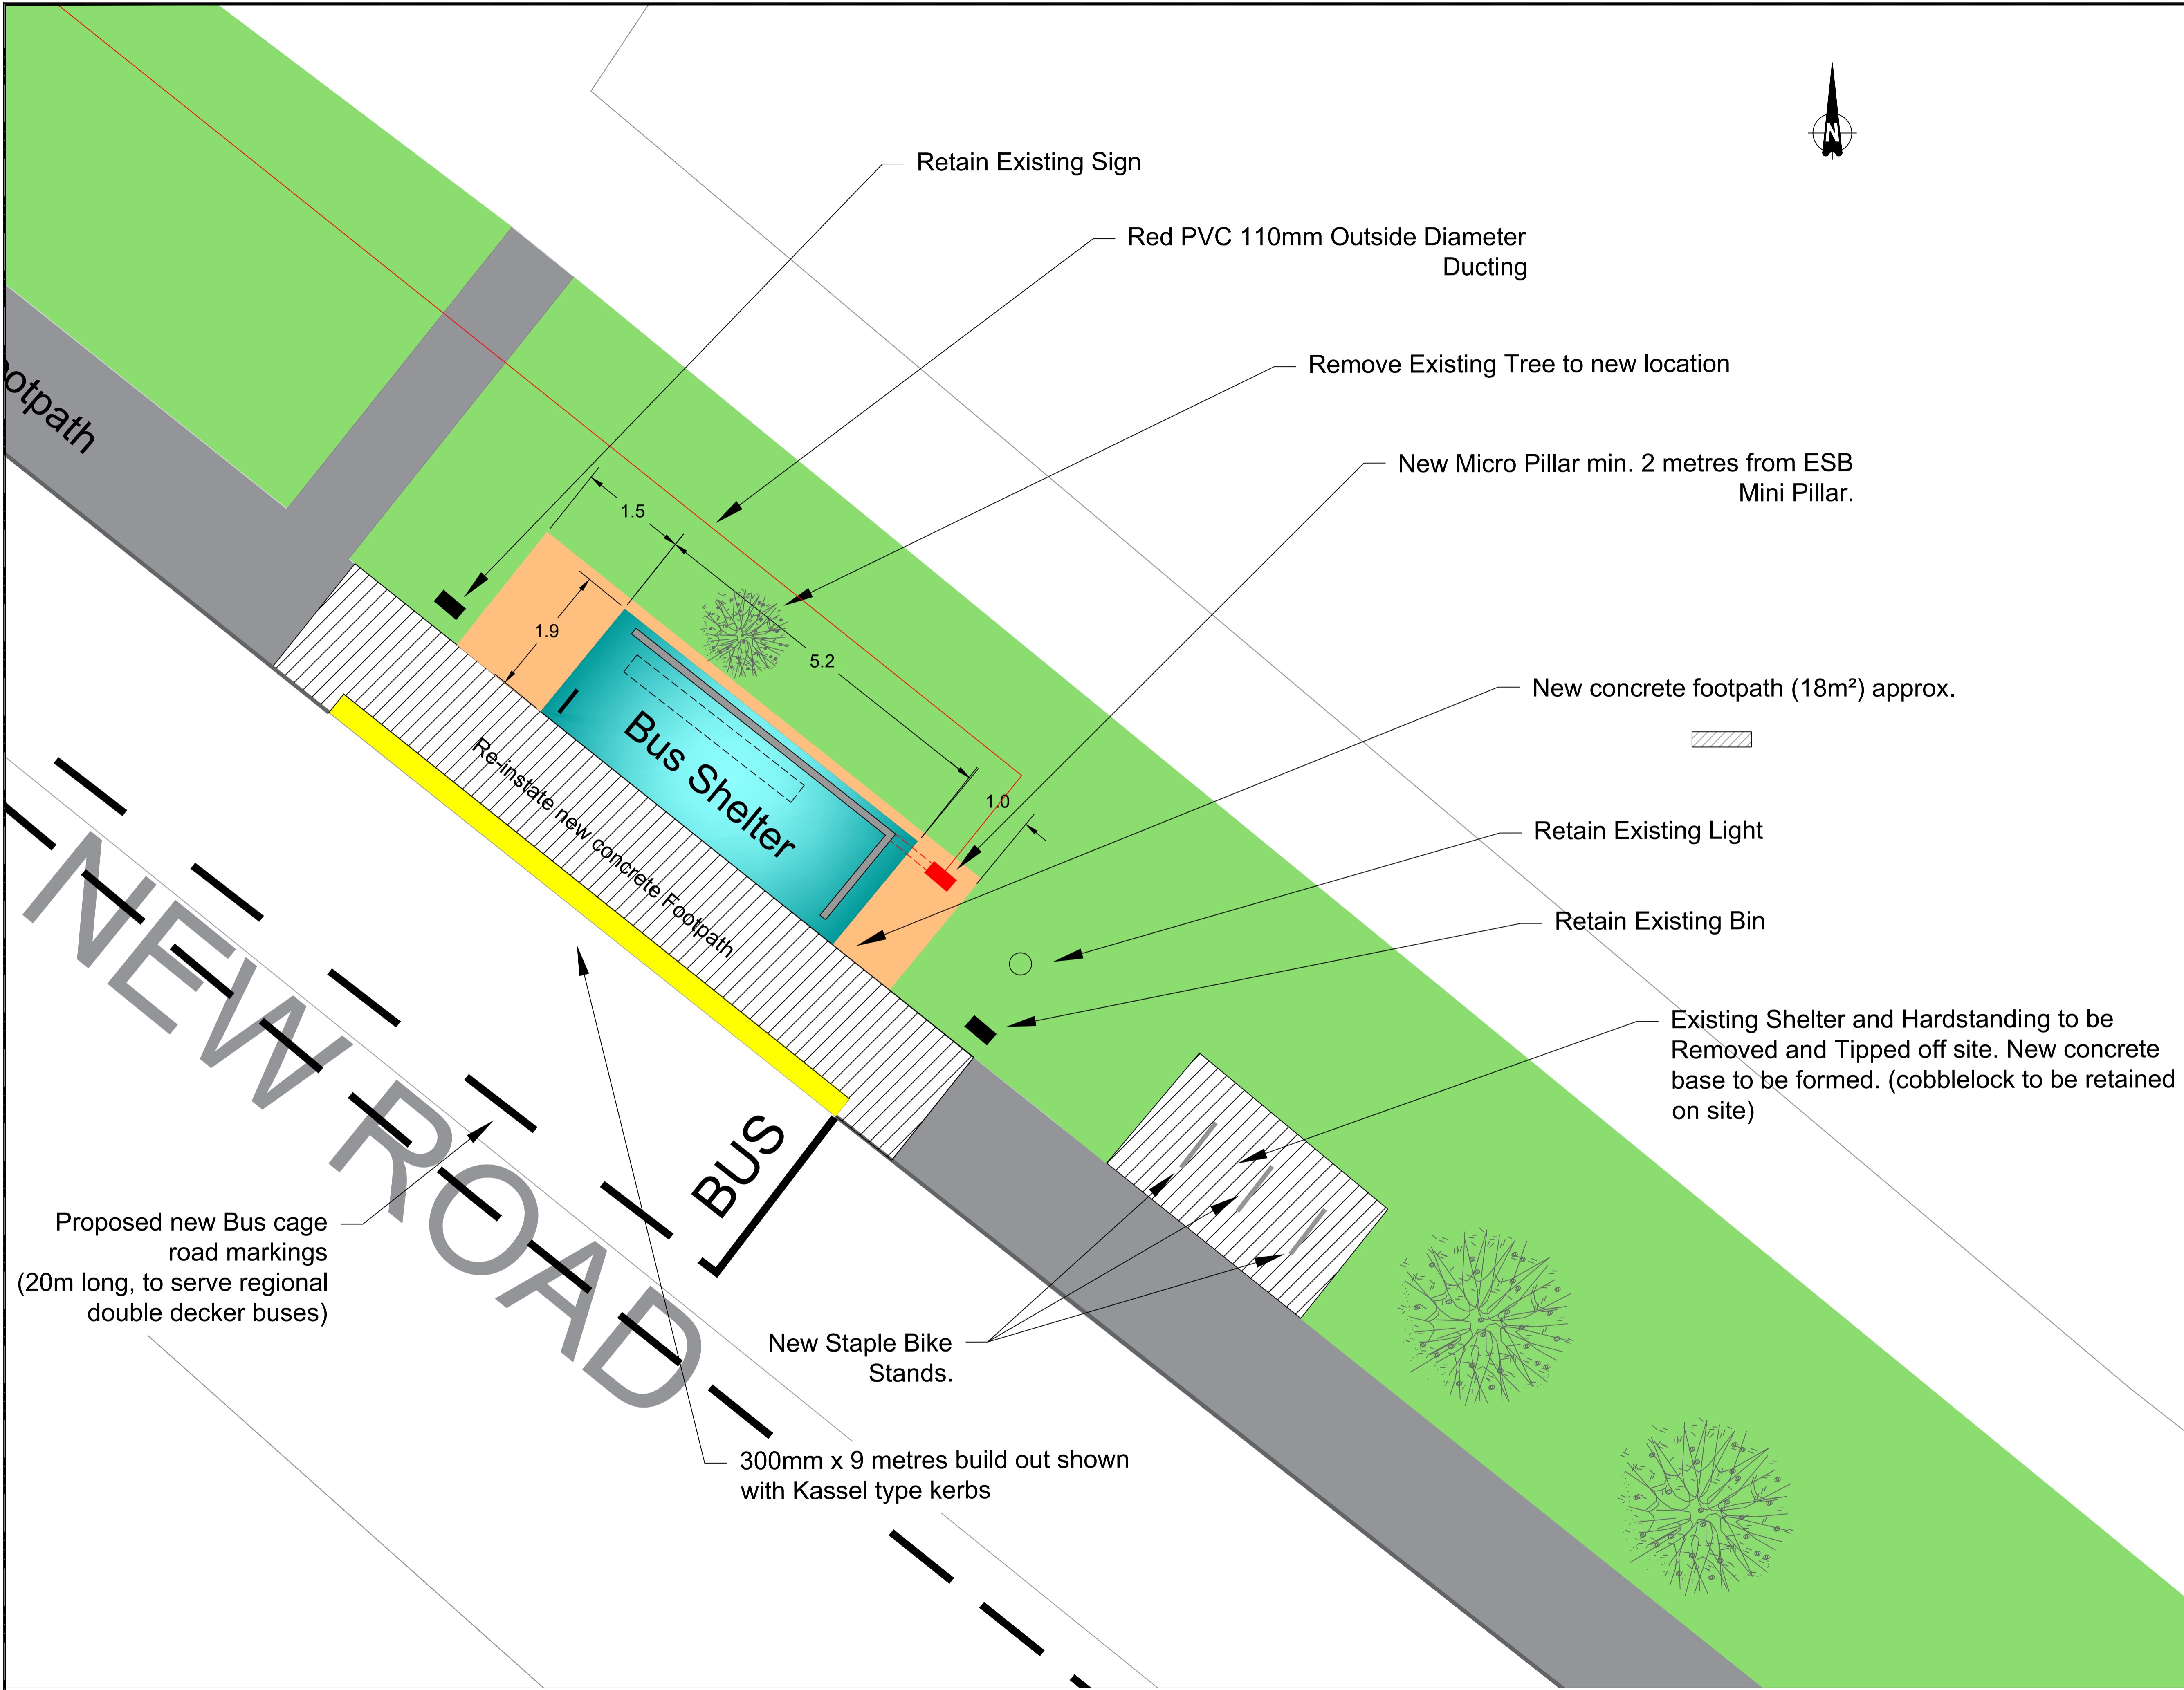 N
Retain Existing Sign
Red PVC 110mm Outside Diameter
Ducting
Remove Existing Tree to new location
New Micro Pillar min. 2 metres from ESB
Mini Pillar.
ootpath
1.5
1.9
5.2
1.0
New concrete footpath (18m²) approx.
Bus Shelter
Re-instate new concrete Footpath
Retain Existing Light
Retain Existing Bin
Existing Shelter and Hardstanding to be
Removed and Tipped off site. New concrete
base to be formed. (cobblelock to be retained
on site)
NEW ROAD
BUS
Proposed new Bus cage
road markings
(20m long, to serve regional
double decker buses)
New Staple Bike
Stands.
300mm x 9 metres build out shown
with Kassel type kerbs